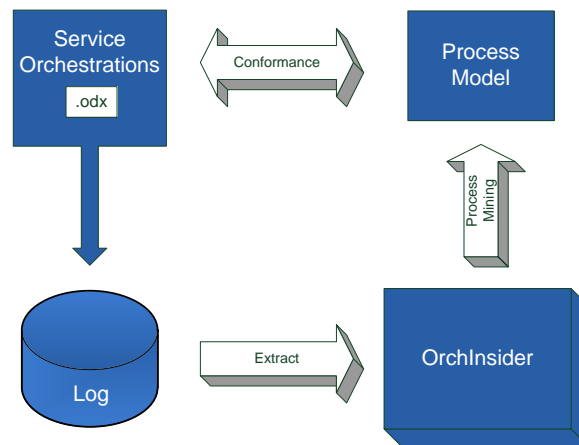 Service
Orchestrations
.odx
Conformance
Process
Model
Process
Mining
Log
Extract
OrchInsider